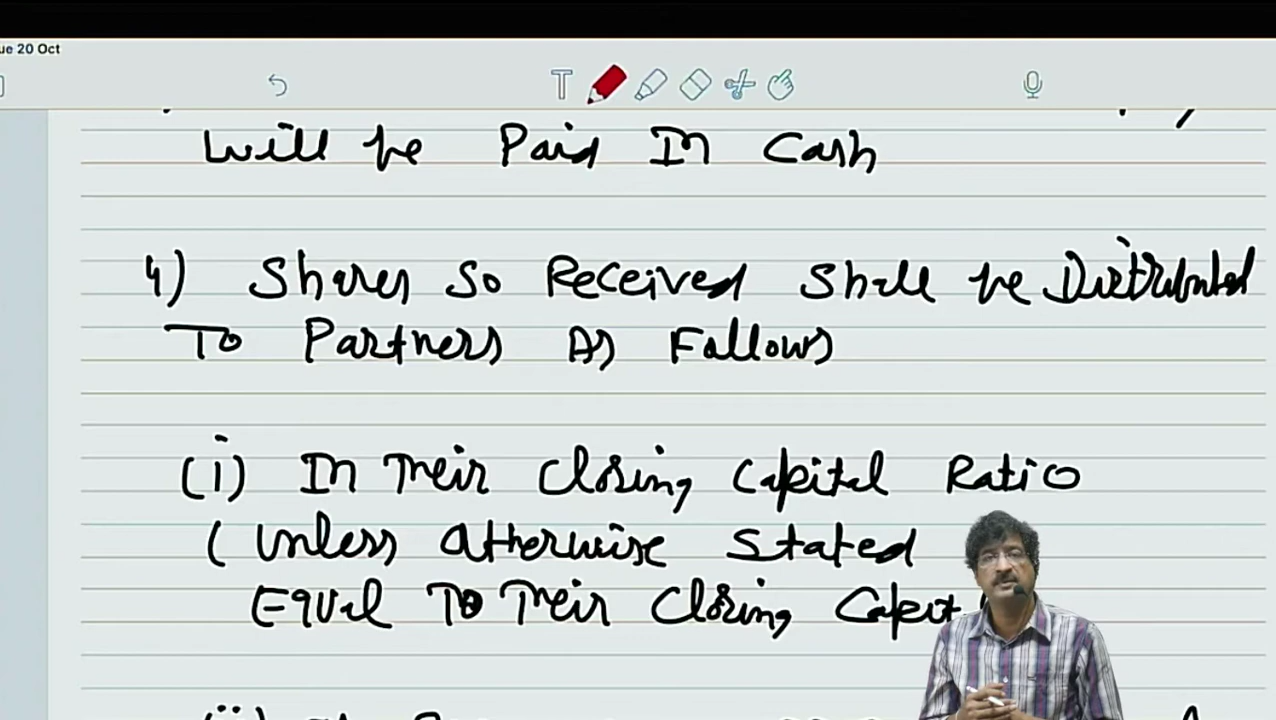 ue 20 Oct
T
Will be Paid In Cash
4) Shares So Received Shall be Distributed
To Partners As Follows
(i) In Their Closing Capital Ratio
(Unless Otherwise Stated
Equal To Their Closing Capit
(ii)